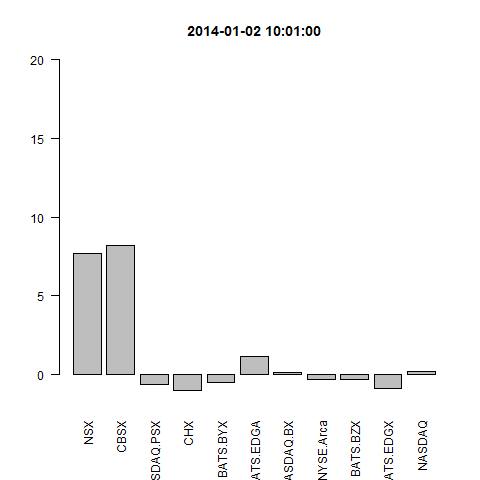 2014-01-02 10:01:00
20
15
10
5
0
NSX
CBSX
SDAQ.PSX
CHX
BATS.BYX
ATS.EDGA
ASDAQ.BX
NYSE.Arca
BATS.BZX
ATS.EDGX
NASDAQ